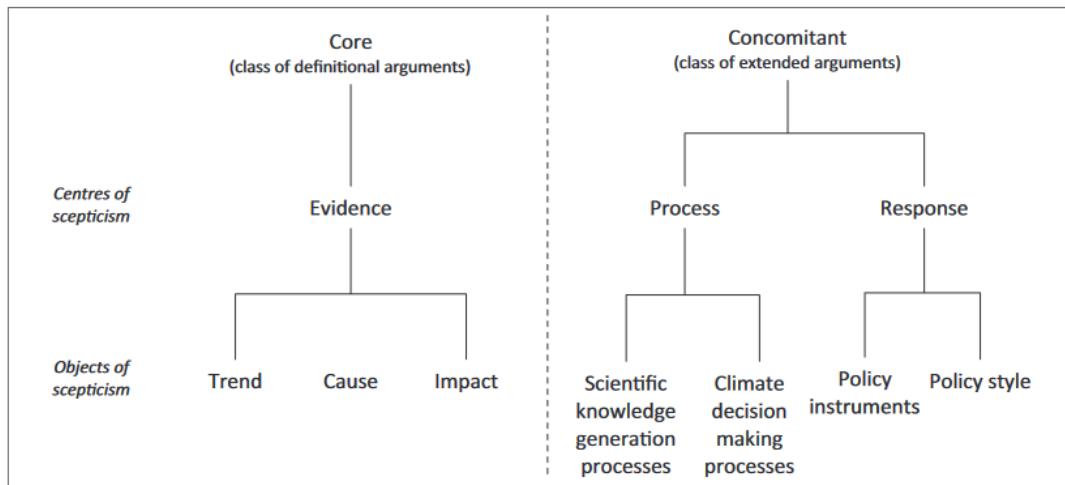 Core
(class of definitional arguments)
Concomitant
(class of extended arguments)
Centres of
scepticism
Evidence
Process
Response
Objects of
scepticism
Trend
Cause
Impact
Scientific
knowledge
generation
processes
Climate
decision
making
processes
Policy
instruments
Policy style